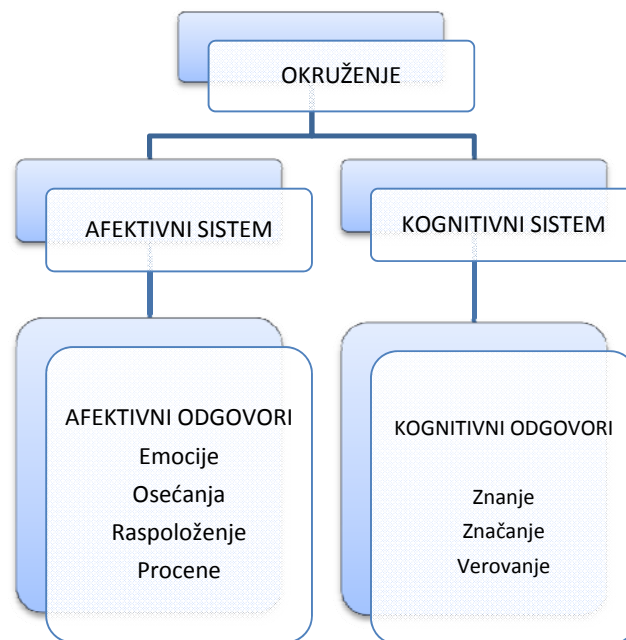 OKRUŽENJE
AFEKTIVNI SISTEM
KOGNITIVNI SISTEM
AFEKTIVNI ODGOVORI
Emocije
Osećanja
Raspoloženje
Procene
KOGNITIVNI ODGOVORI
Znanje
Značanje
Verovanje